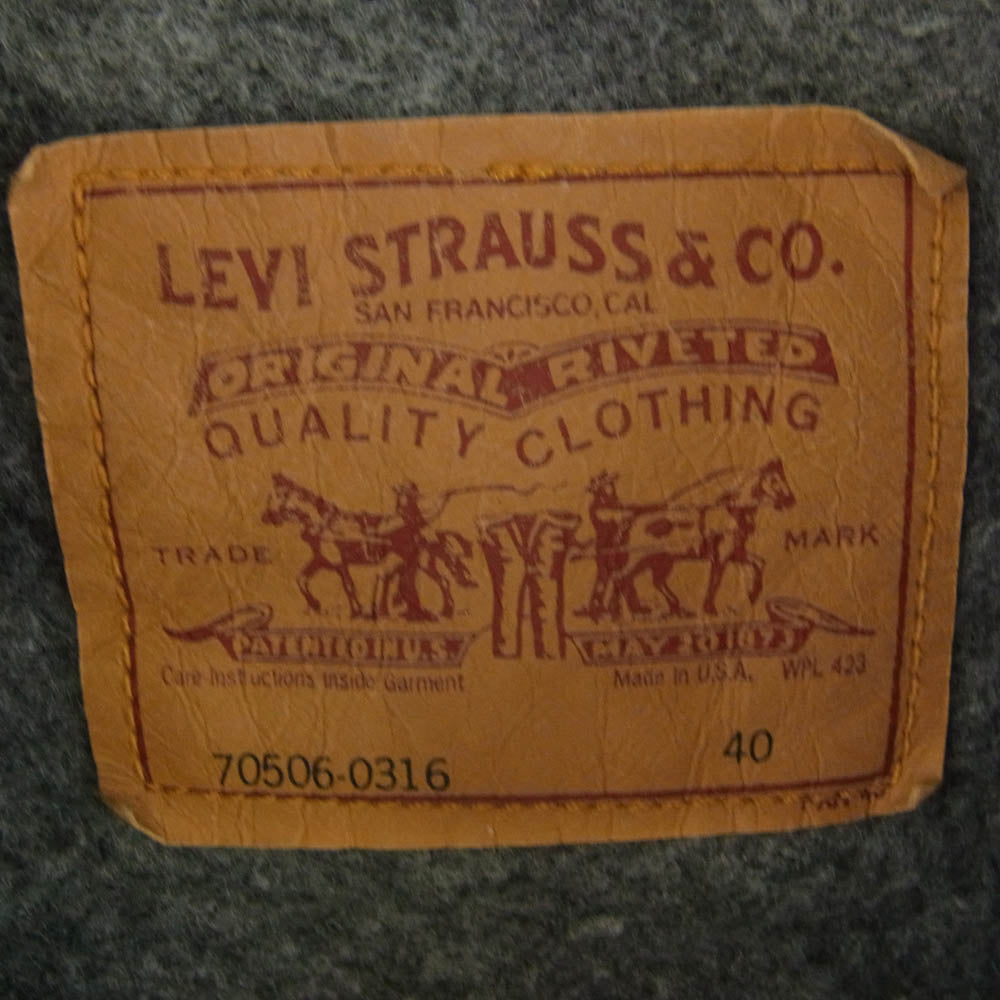 LEVI STRAUSS & CO.
SAN FRANCISCO, CAL
ORIGINAL RIVETED
QUALITY CLOTHING
TRADE MARK
PATENTED IN U.S. MAY 20 1873
Care Instructions Inside Garment Made in U.S.A. WPL 423
70506-0316 40